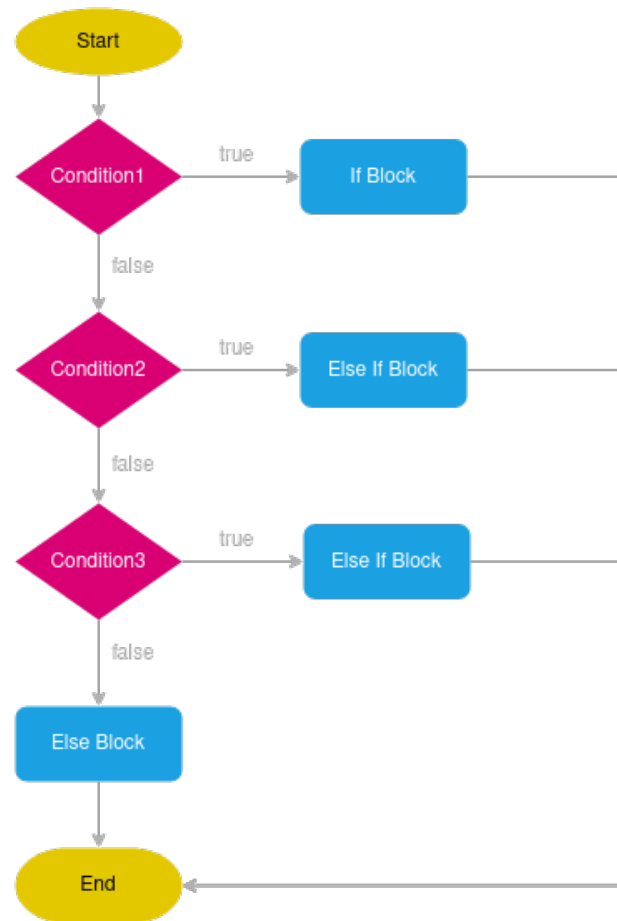 Start
Condition1
true
If Block
false
Condition2
true
Else If Block
false
Condition3
true
Else If Block
false
Else Block
End